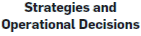 Strategies and
Operational Decisions